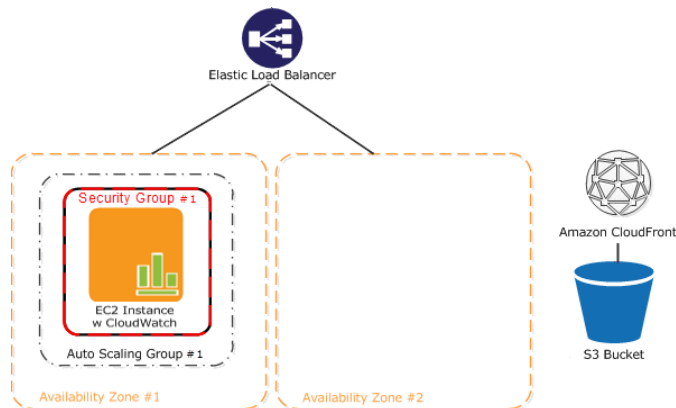 Elastic Load Balancer
Security Group #1
EC2 Instance
w CloudWatch
Auto Scaling Group #1
Availability Zone #1
Availability Zone #2
Amazon CloudFront
S3 Bucket